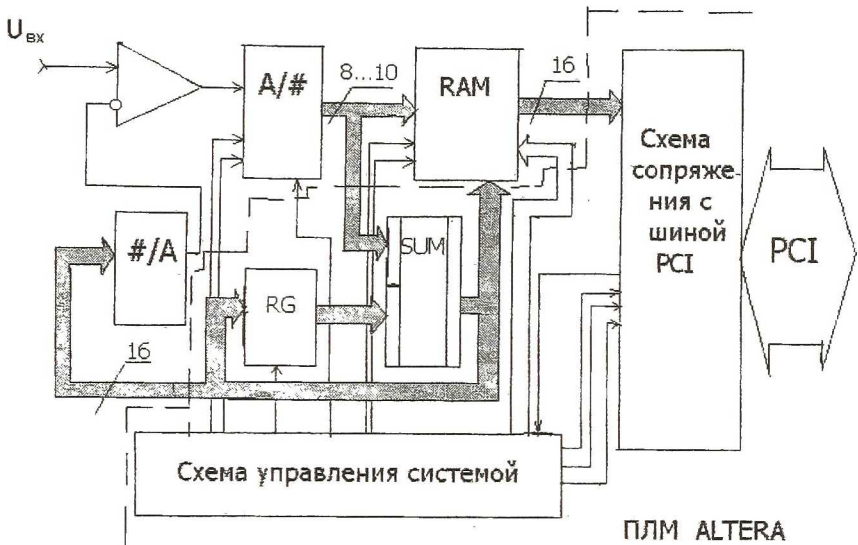 Uвх
A/#
8...10
RAM
16
Схема
сопряже
ния с
шиной
PCI
PCI
#/A
SUM
RG
16
Схема управления системой
ПЛМ ALTERA